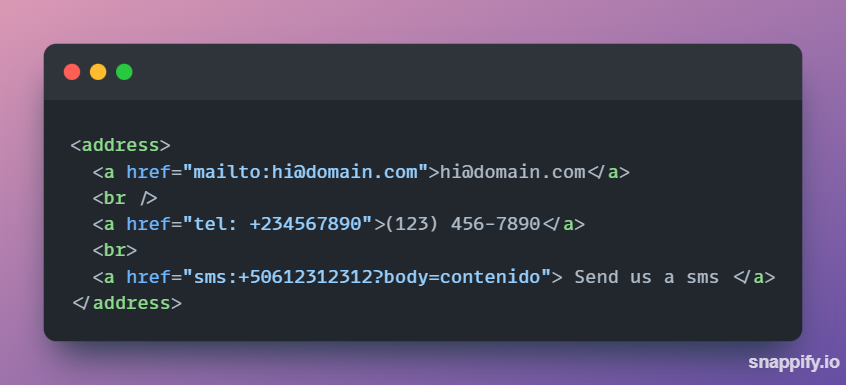 <address>
<a href="mailto:hi@domain.com">hi@domain.com</a>
<br />
<a href="tel: +234567890">(123) 456-7890</a>
<br>
<a href="sms:+50612312312?body=contenido"> Send us a sms </a>
</address>
snappify.io